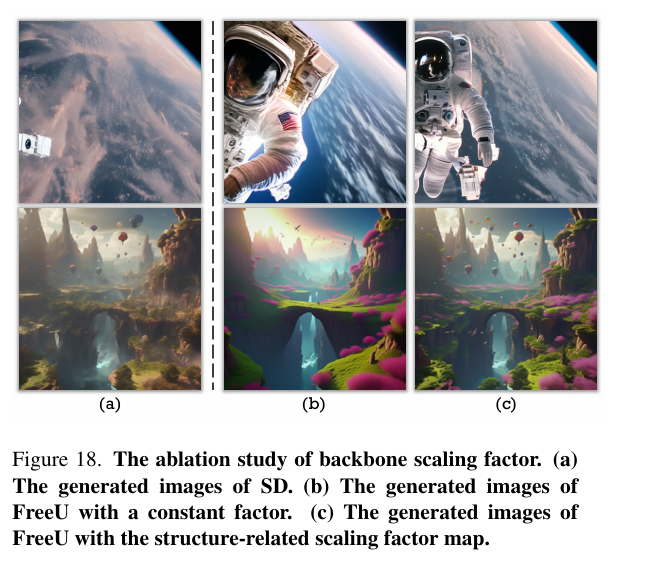 (a) (b) (c)
Figure 18. The ablation study of backbone scaling factor. (a)
The generated images of SD. (b) The generated images of
FreeU with a constant factor. (c) The generated images of
FreeU with the structure-related scaling factor map.